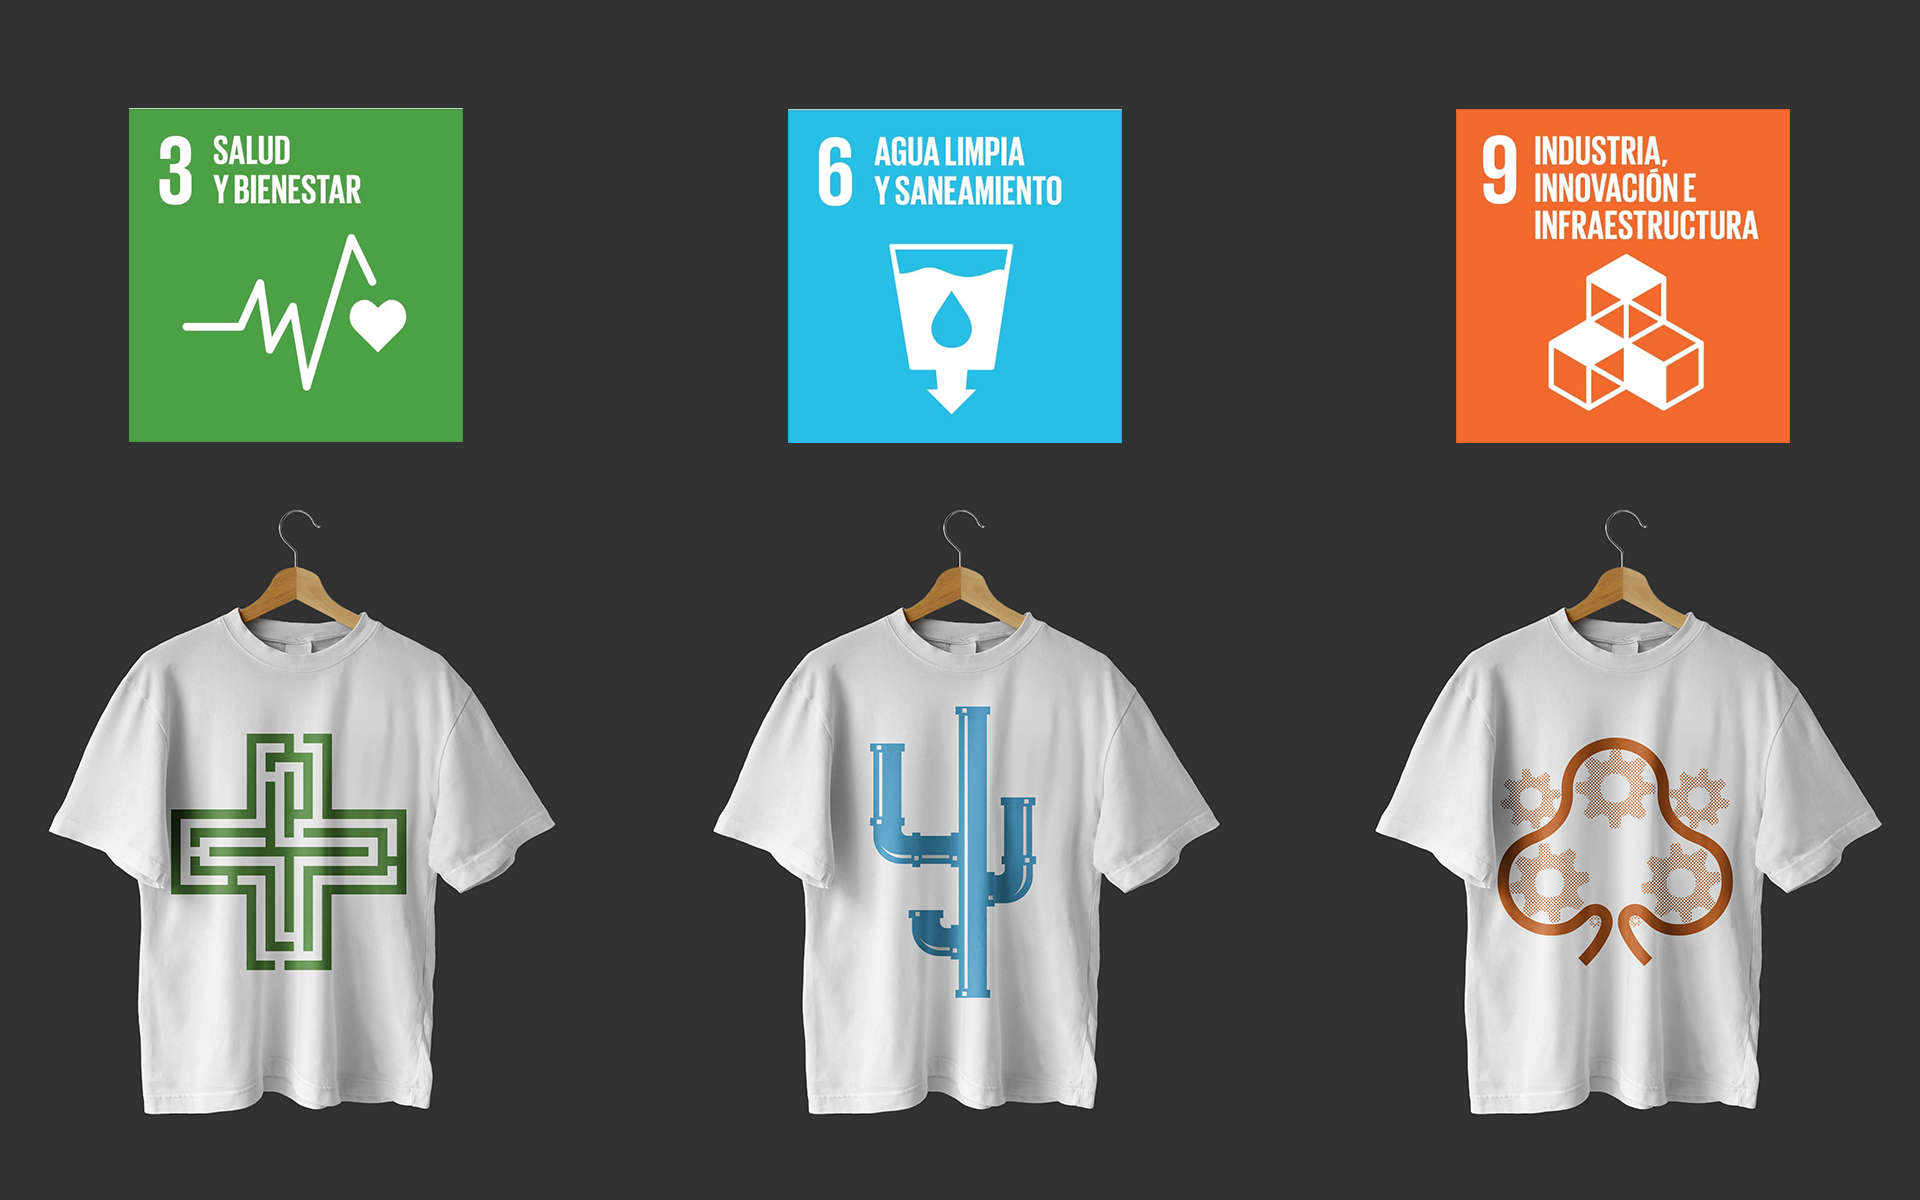 3 SALUD
Y BIENESTAR
6 AGUA LIMPIA
Y SANEAMIENTO
9 INDUSTRIA,
INNOVACIÓN E
INFRAESTRUCTURA